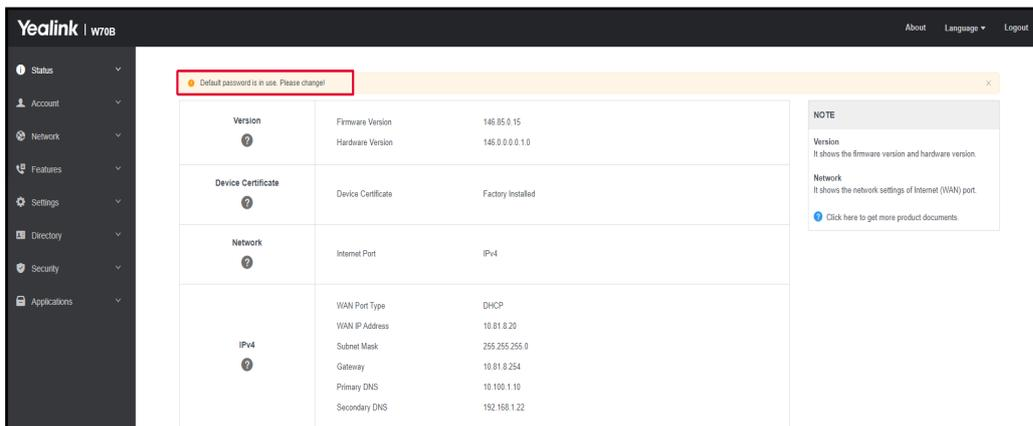 Yealink | W70B
About Language Logout
Status
Account
Network
Features
Settings
Directory
Security
Applications
Default password is in use. Please change!
Version
Firmware Version 146.85.0.15
Hardware Version 146.0.0.0.1.0
Device Certificate
Device Certificate Factory Installed
Network
Internet Port IPv4
IPv4
WAN Port Type DHCP
WAN IP Address 10.81.8.20
Subnet Mask 255.255.255.0
Gateway 10.81.8.254
Primary DNS 10.100.1.10
Secondary DNS 192.168.1.22
NOTE
Version
It shows the firmware version and hardware version.
Network
It shows the network settings of Internet (WAN) port.
Click here to get more product documents